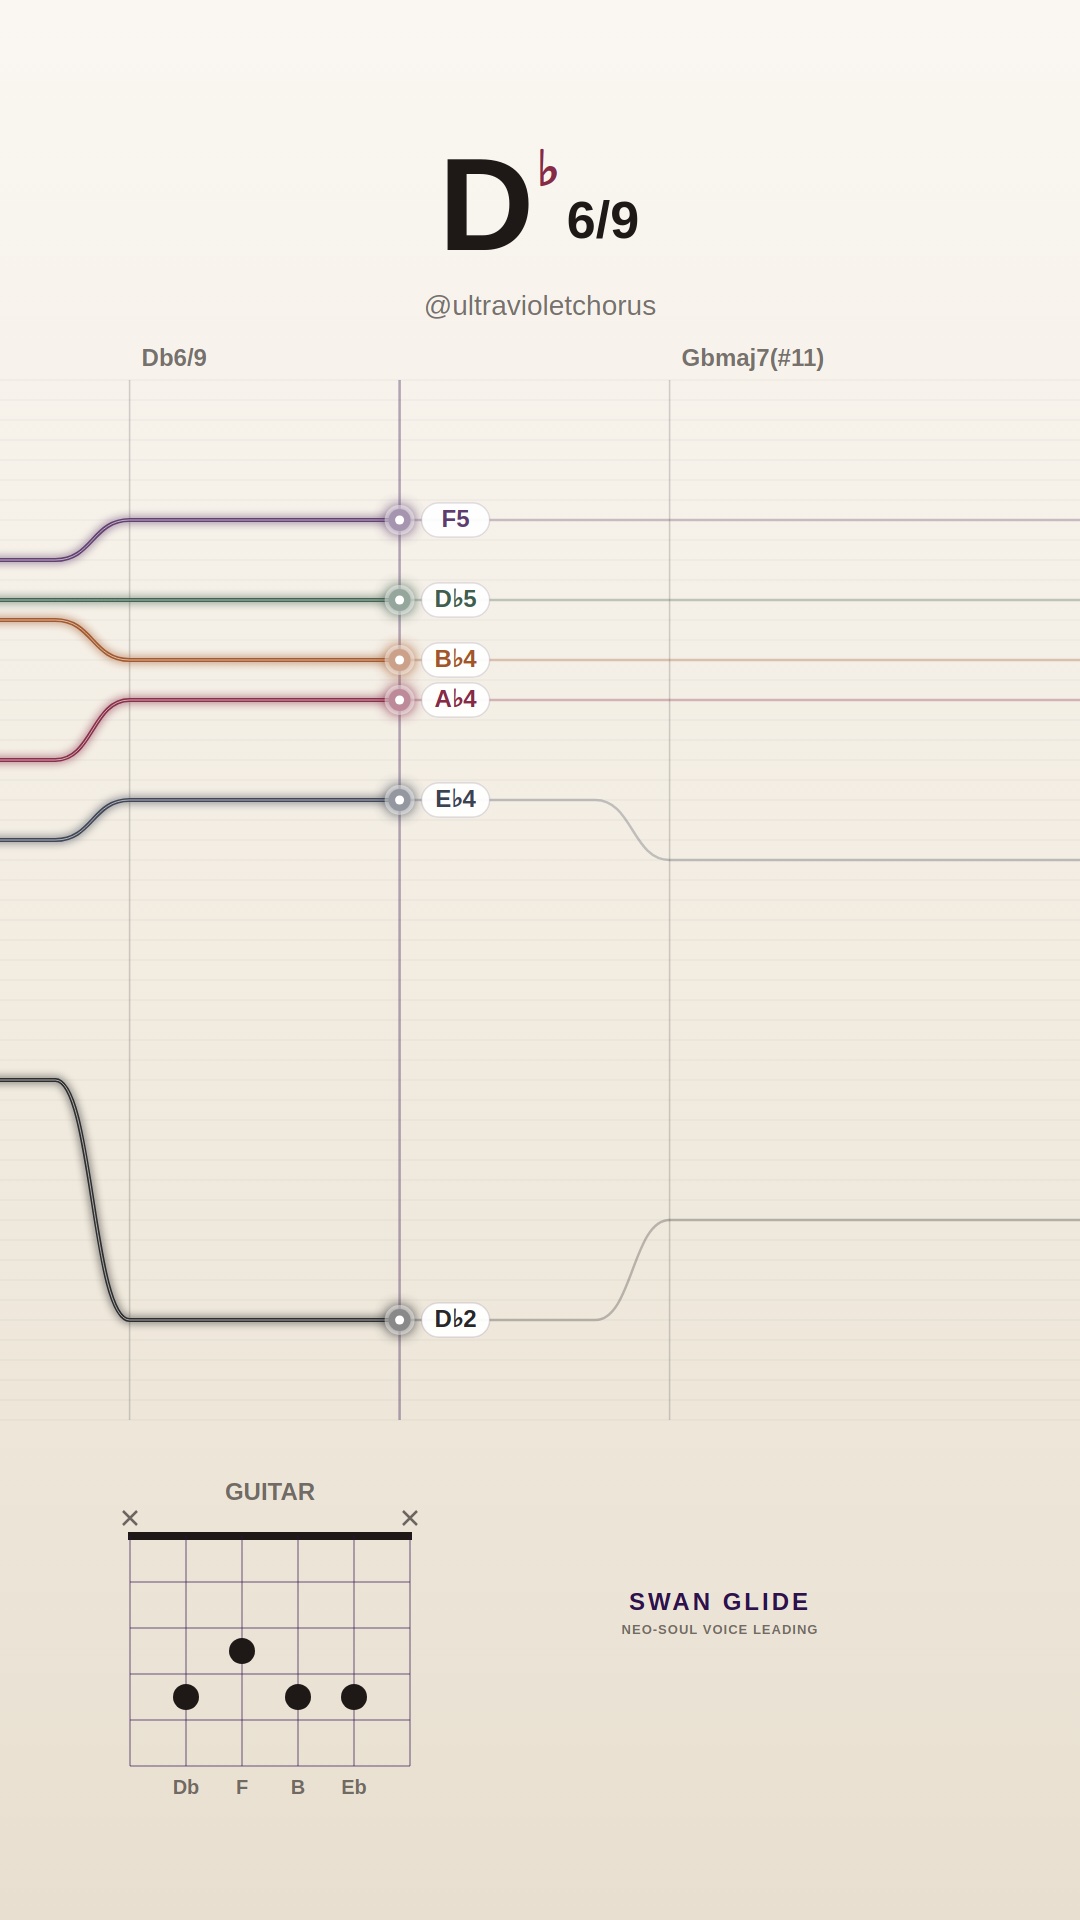 D♭6/9
@ultravioletchorus
Db6/9
Gbmaj7(#11)
F5
D♭5
B♭4
A♭4
E♭4
D♭2
GUITAR
× ×
SWAN GLIDE
NEO-SOUL VOICE LEADING
Db F B Eb